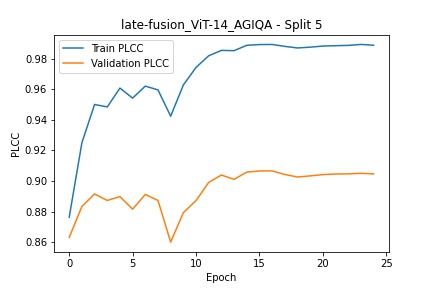 late-fusion_ViT-14_AGIQA - Split 5
Train PLCC
Validation PLCC
PLCC
0.98
0.96
0.94
0.92
0.90
0.88
0.86
0 5 10 15 20 25
Epoch